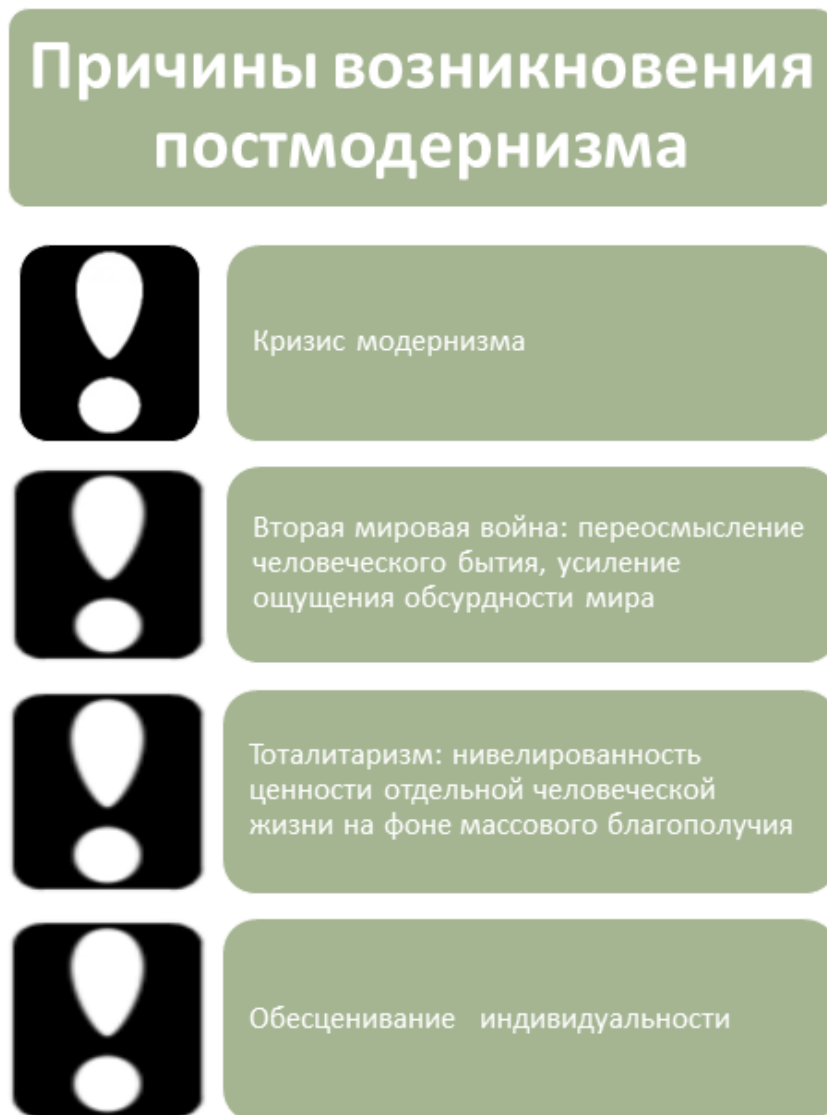 Причины возникновения
постмодернизма
Кризис модернизма
Вторая мировая война: переосмысление
человеческого бытия, усиление
ощущения обсурдности мира
Тоталитаризм: нивелированность
ценности отдельной человеческой
жизни на фоне массового благополучия
Обесценивание индивидуальности